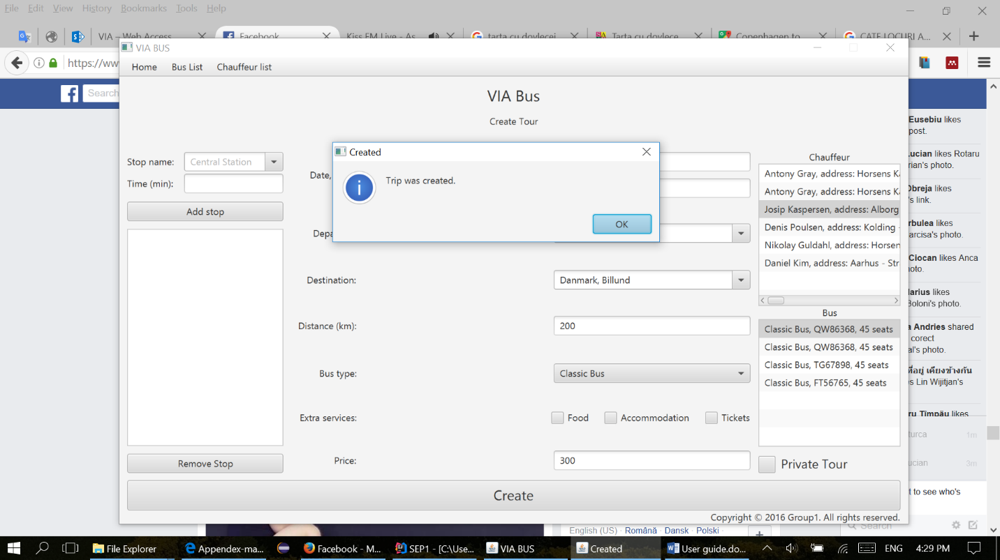 File Edit View History Bookmarks Tools Help
VIA – Web Access
Facebook
Kiss FM Live - As
tarta cu dovlecei
Tarta cu dovlece
Copenhagen to
CATE LOCURI A...
https://ww
Search
VIA BUS
Home Bus List Chauffeur list
VIA Bus
Create Tour
Stop name: Central Station
Time (min):
Add stop
Remove Stop
Date,
Created
Trip was created.
OK
Destination: Danmark, Billund
Distance (km): 200
Bus type: Classic Bus
Extra services: Food Accommodation Tickets
Price: 300
Chauffeur
Antony Gray, address: Horsens
Antony Gray, address: Horsens
Josip Kaspersen, address: Alborg
Denis Poulsen, address: Kolding -
Nikolay Guldahl, address: Horsen
Daniel Kim, address: Aarhus - Str
Bus
Classic Bus, QW86368, 45 seats
Classic Bus, QW86368, 45 seats
Classic Bus, TG67898, 45 seats
Classic Bus, FT56765, 45 seats
Private Tour
Create
Copyright © 2016 Group1. All rights reserved.
Eusebiu likes
post.
Lucian likes Rotaru
rian's photo.
Obreja likes
's link.
rbulea likes
arcisa's photo.
Ciocan likes Anca
hoto.
Marius likes
Boloni's photo.
a Andries shared
corect
al's photo.
ที่อยู่ เคียงข้างกัน
s Lin Wijitjan's
ru Țîmpău likes
turca 1m
ucian 3m
t to see who's
Search
English (US) · Română · Dansk · Polski ·
File Explorer
Appendex-ma...
Facebook - M...
SEP1 - [C:\Use...
VIA BUS
Created
User guide.do...
ENG
4:29 PM